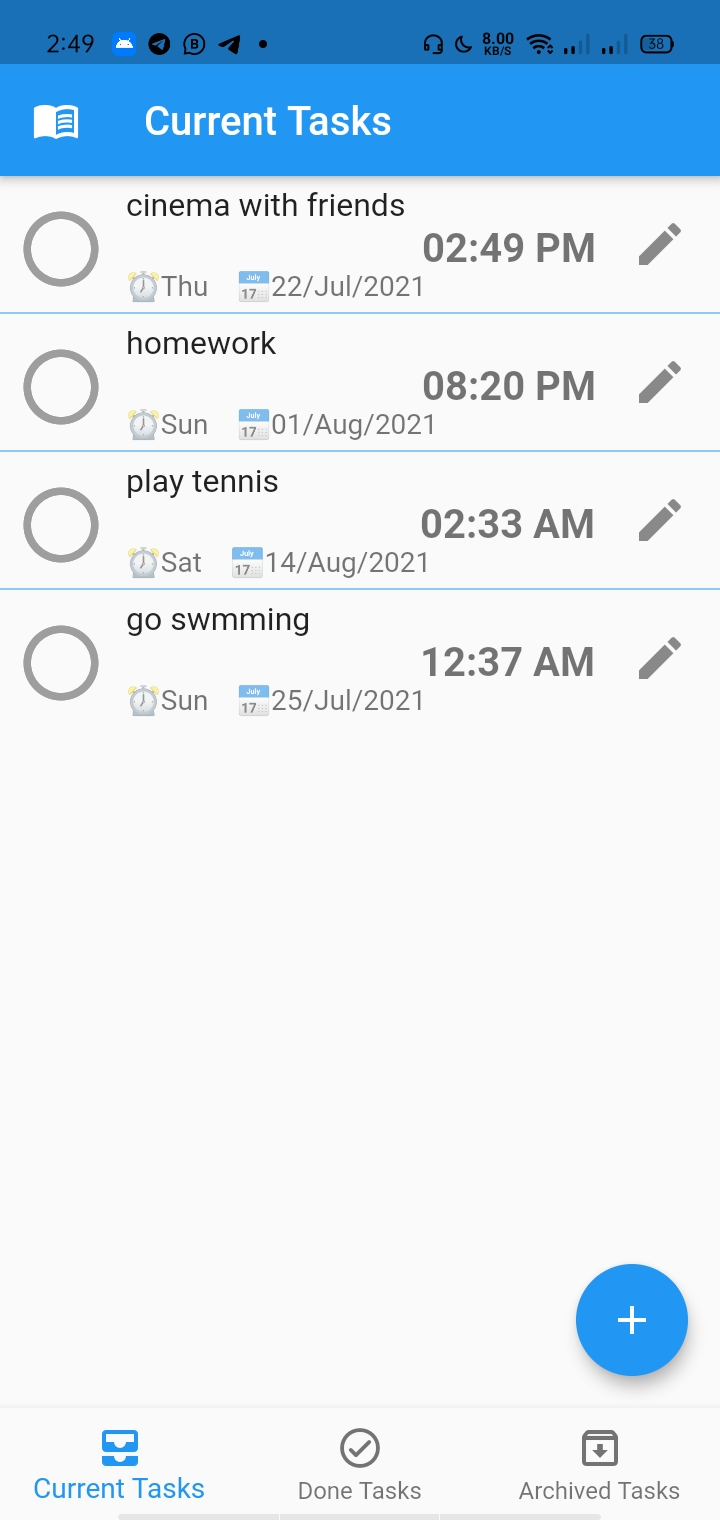 2:49 8.00 KB/S 38
Current Tasks
cinema with friends
02:49 PM
Thu 22/Jul/2021
homework
08:20 PM
Sun 01/Aug/2021
play tennis
02:33 AM
Sat 14/Aug/2021
go swmming
12:37 AM
Sun 25/Jul/2021
Current Tasks Done Tasks Archived Tasks